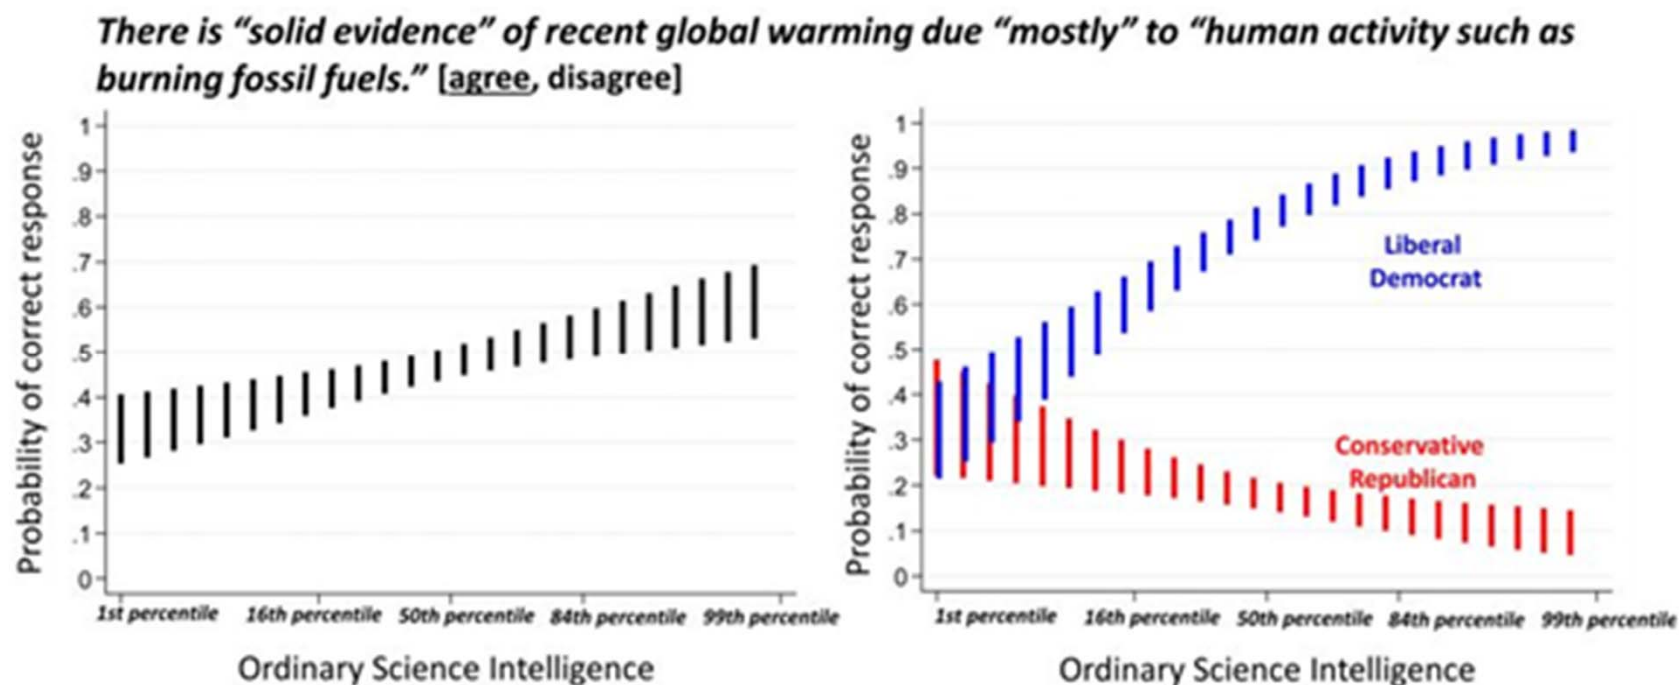 There is “solid evidence” of recent global warming due “mostly” to “human activity such as
burning fossil fuels.” [agree, disagree]
Probability of correct response
1
.9
.8
.7
.6
.5
.4
.3
.2
.1
0
1st percentile 16th percentile 50th percentile 84th percentile 99th percentile
Ordinary Science Intelligence
Probability of correct response
1
.9
.8
.7
.6
.5
.4
.3
.2
.1
0
Liberal
Democrat
Conservative
Republican
1st percentile 16th percentile 50th percentile 84th percentile 99th percentile
Ordinary Science Intelligence